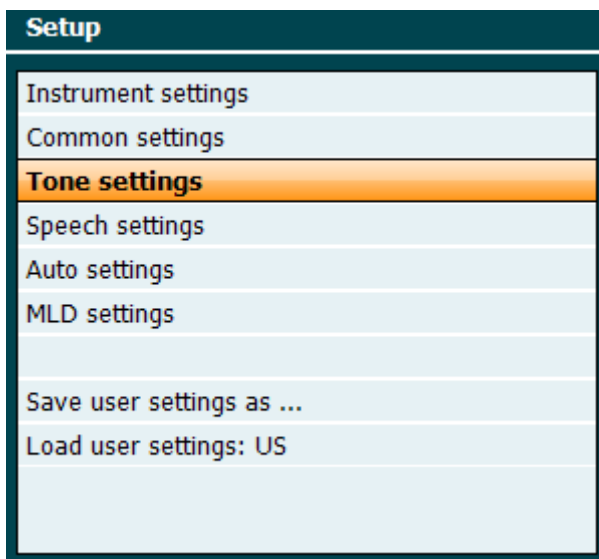 Setup
Instrument settings
Common settings
Tone settings
Speech settings
Auto settings
MLD settings
Save user settings as ...
Load user settings: US